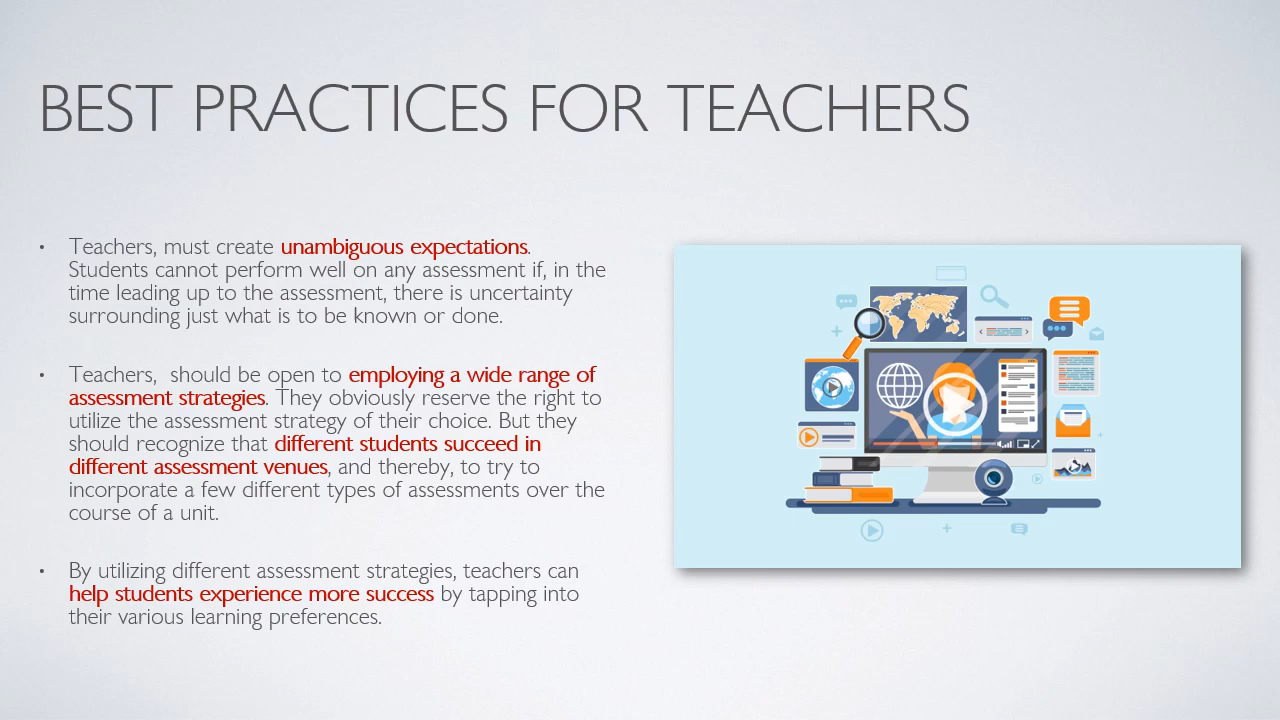 BEST PRACTICES FOR TEACHERS
• Teachers, must create unambiguous expectations.
Students cannot perform well on any assessment if, in the
time leading up to the assessment, there is uncertainty
surrounding just what is to be known or done.
• Teachers,  should be open to employing a wide range of
assessment strategies. They obviously reserve the right to
utilize the assessment strategy of their choice. But they
should recognize that different students succeed in
different assessment venues, and thereby, to try to
incorporate a few different types of assessments over the
course of a unit.
• By utilizing different assessment strategies, teachers can
help students experience more success by tapping into
their various learning preferences.